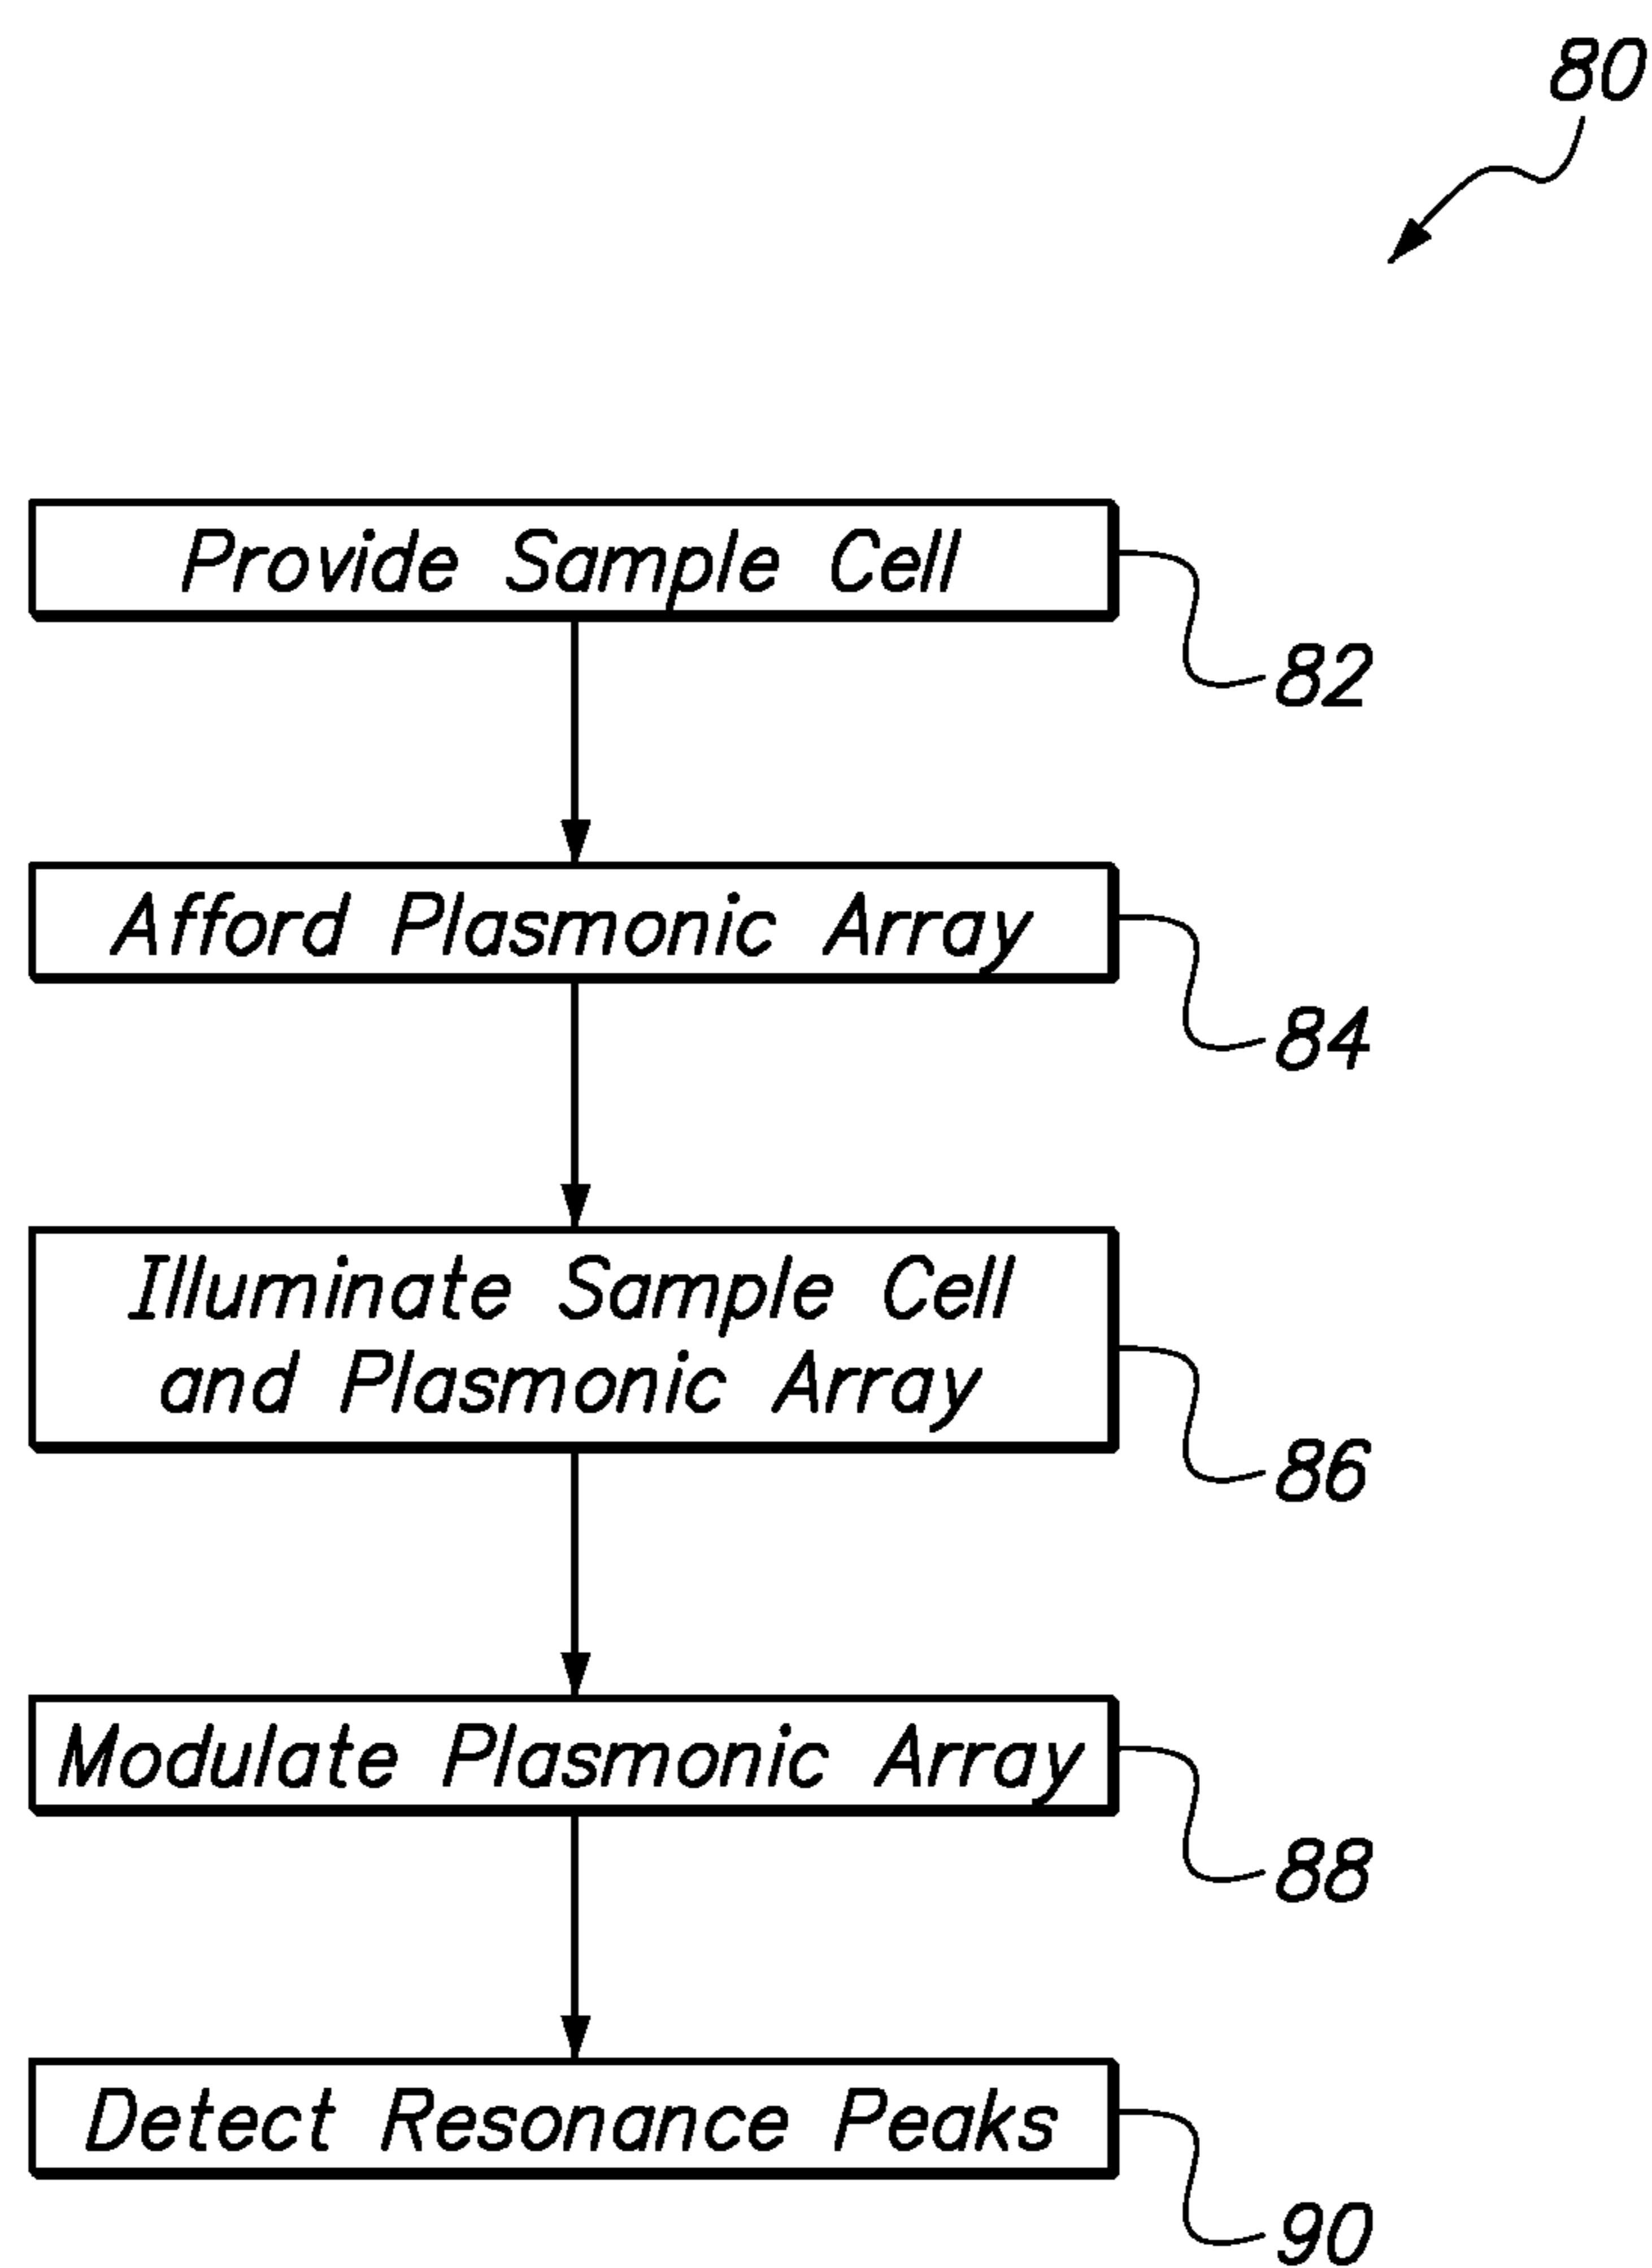 80
Provide Sample Cell
82
Afford Plasmonic Array
84
Illuminate Sample Cell
and Plasmonic Array
86
Modulate Plasmonic Array
88
Detect Resonance Peaks
90